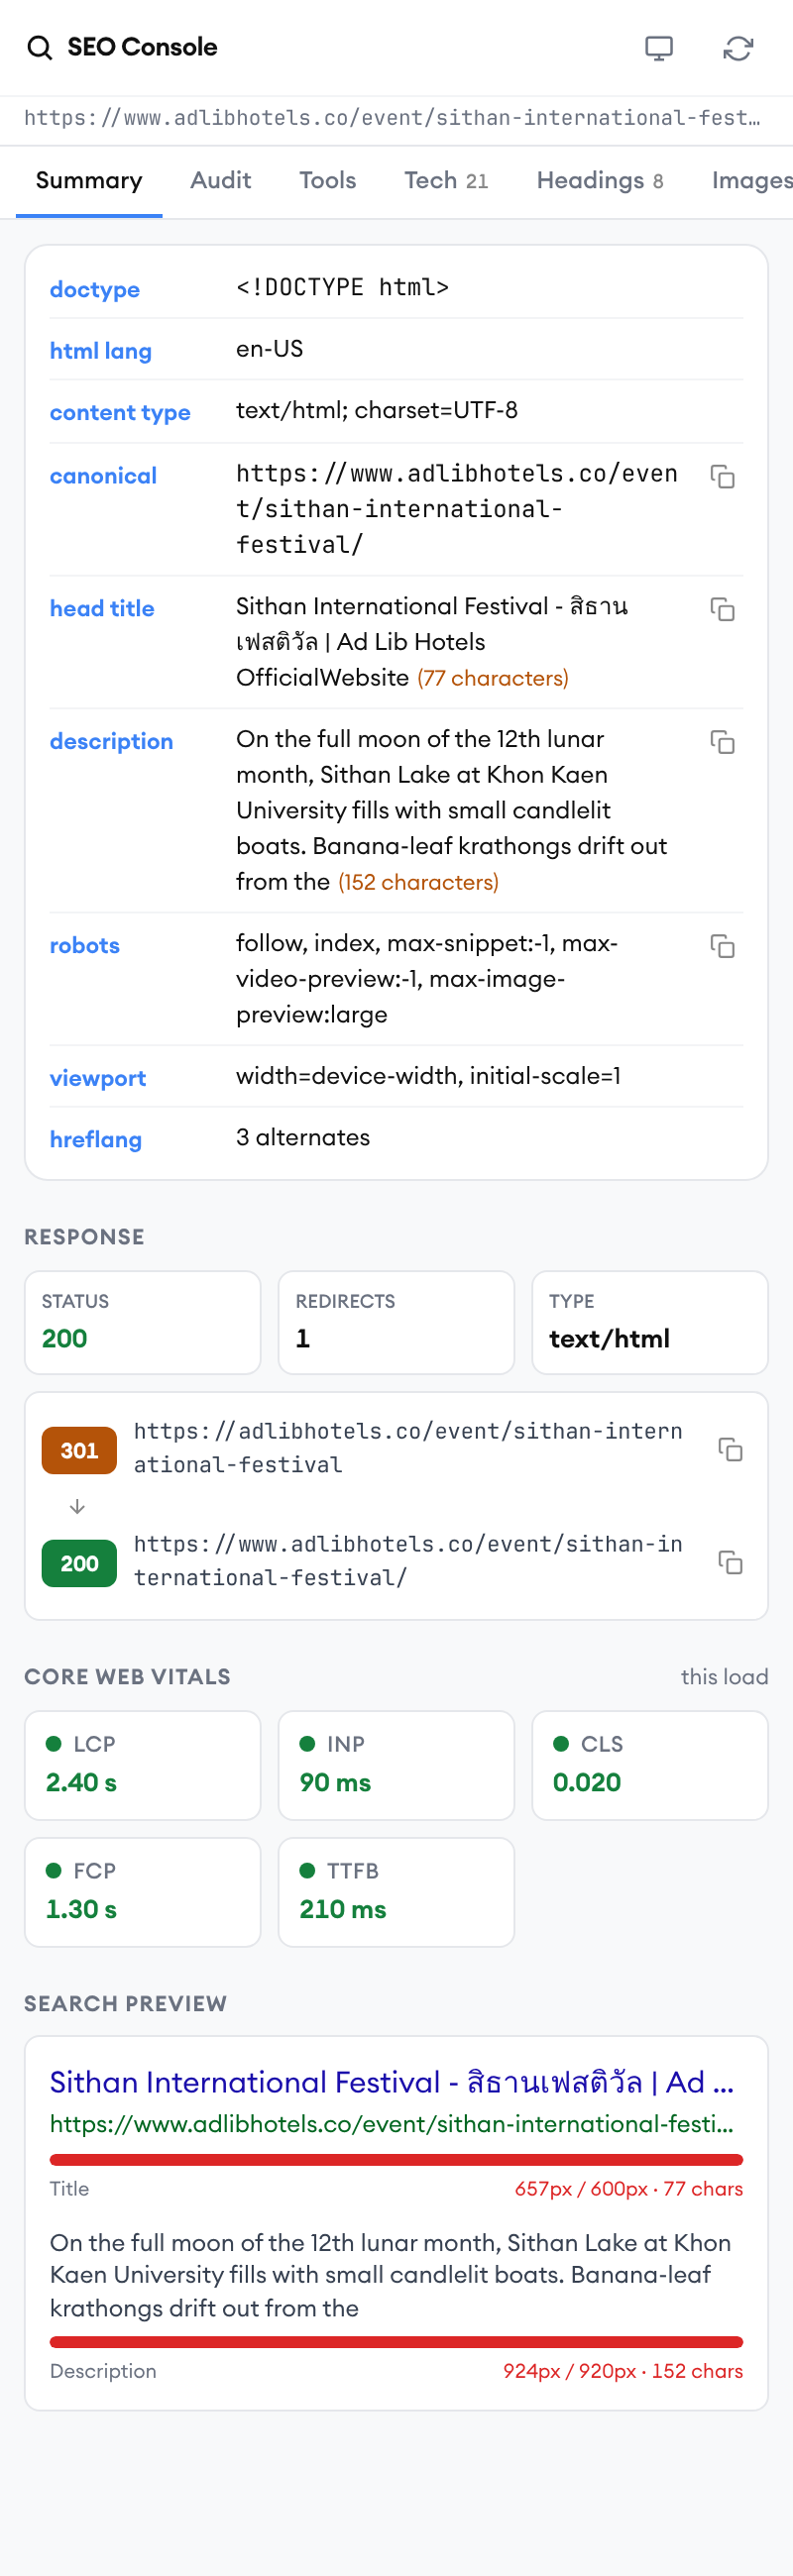 SEO Console
https://www.adlibhotels.co/event/sithan-international-fest…
Summary Audit Tools Tech 21 Headings 8 Images
doctype <!DOCTYPE html>
html lang en-US
content type text/html; charset=UTF-8
canonical https://www.adlibhotels.co/even
t/sithan-international-
festival/
head title Sithan International Festival - สิธาน
เฟสติวัล | Ad Lib Hotels
OfficialWebsite (77 characters)
description On the full moon of the 12th lunar
month, Sithan Lake at Khon Kaen
University fills with small candlelit
boats. Banana-leaf krathongs drift out
from the (152 characters)
robots follow, index, max-snippet:-1, max-
video-preview:-1, max-image-
preview:large
viewport width=device-width, initial-scale=1
hreflang 3 alternates
RESPONSE
STATUS REDIRECTS TYPE
200 1 text/html
301 https://adlibhotels.co/event/sithan-intern
ational-festival
↓
200 https://www.adlibhotels.co/event/sithan-in
ternational-festival/
CORE WEB VITALS this load
LCP INP CLS
2.40 s 90 ms 0.020
FCP TTFB
1.30 s 210 ms
SEARCH PREVIEW
Sithan International Festival - สิธานเฟสติวัล | Ad ...
https://www.adlibhotels.co/event/sithan-international-festi...
Title 657px / 600px · 77 chars
On the full moon of the 12th lunar month, Sithan Lake at Khon
Kaen University fills with small candlelit boats. Banana-leaf
krathongs drift out from the
Description 924px / 920px · 152 chars